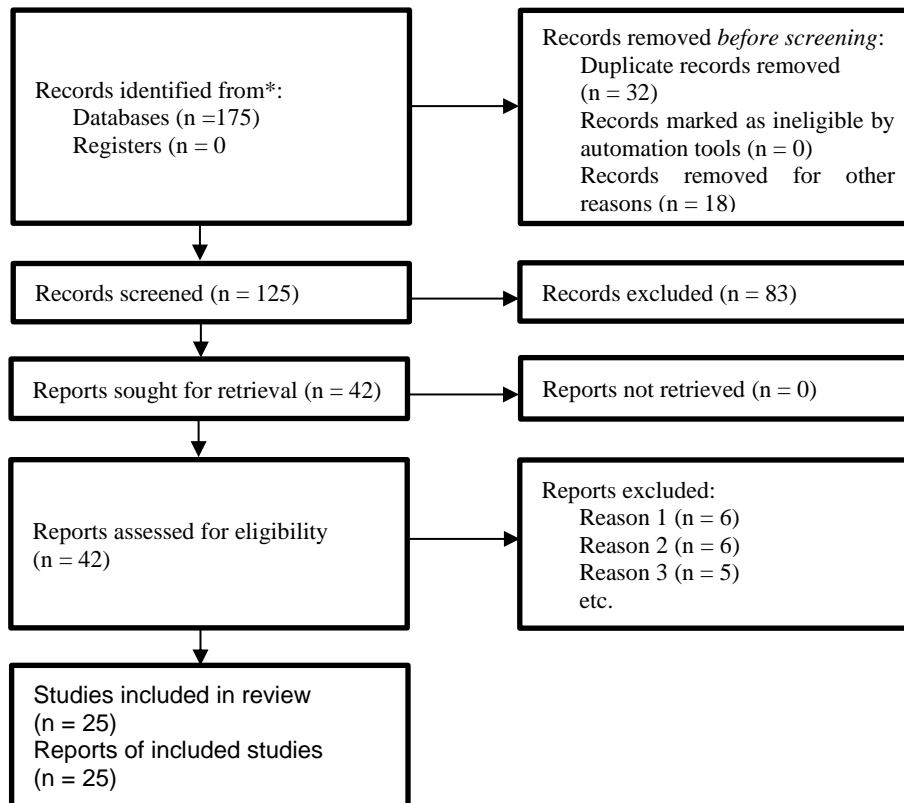 Records identified from*:
Databases (n =175)
Registers (n = 0
Records removed before screening:
Duplicate records removed
(n = 32)
Records marked as ineligible by
automation tools (n = 0)
Records removed for other
reasons (n = 18)
Records screened (n = 125)
Records excluded (n = 83)
Reports sought for retrieval (n = 42)
Reports not retrieved (n = 0)
Reports assessed for eligibility
(n = 42)
Reports excluded:
Reason 1 (n = 6)
Reason 2 (n = 6)
Reason 3 (n = 5)
etc.
Studies included in review
(n = 25)
Reports of included studies
(n = 25)